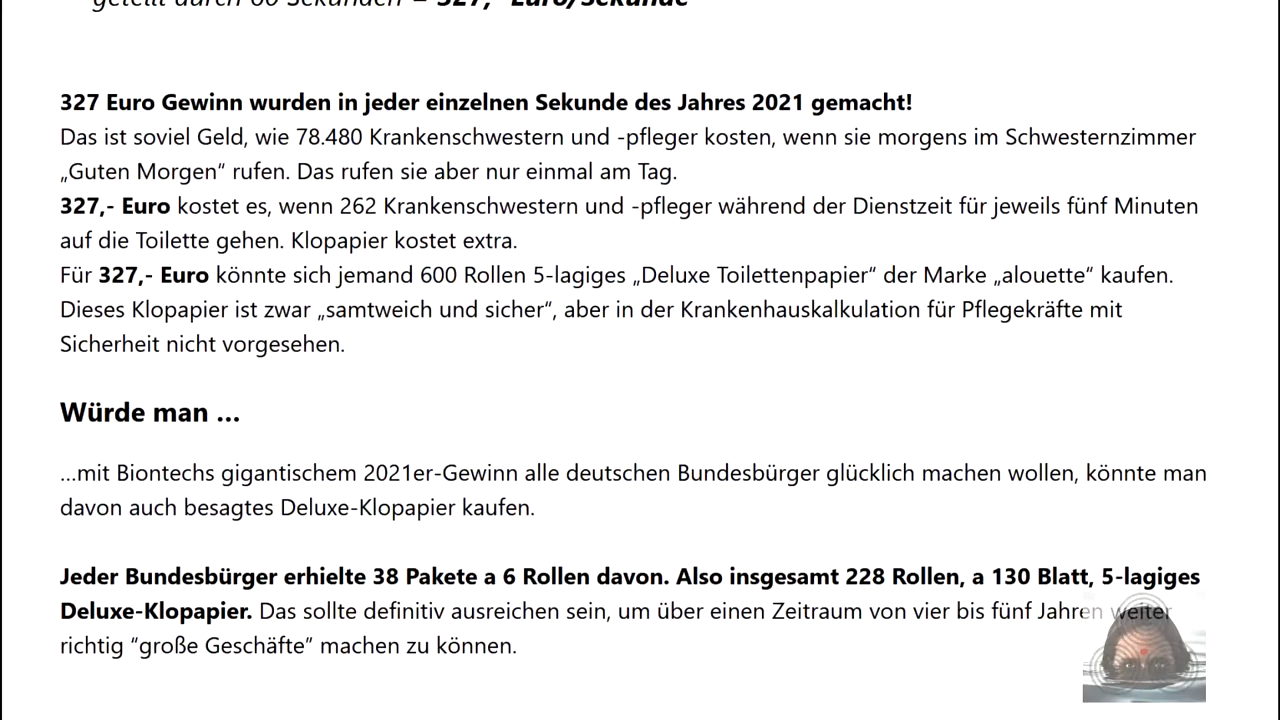 geteilt durch 60 Sekunden = 327,- Euro/Sekunde
327 Euro Gewinn wurden in jeder einzelnen Sekunde des Jahres 2021 gemacht!
Das ist soviel Geld, wie 78.480 Krankenschwestern und -pfleger kosten, wenn sie morgens im Schwesternzimmer
„Guten Morgen“ rufen. Das rufen sie aber nur einmal am Tag.
327,- Euro kostet es, wenn 262 Krankenschwestern und -pfleger während der Dienstzeit für jeweils fünf Minuten
auf die Toilette gehen. Klopapier kostet extra.
Für 327,- Euro könnte sich jemand 600 Rollen 5-lagiges „Deluxe Toilettenpapier“ der Marke „alouette“ kaufen.
Dieses Klopapier ist zwar „samtweich und sicher“, aber in der Krankenhauskalkulation für Pflegekräfte mit
Sicherheit nicht vorgesehen.
Würde man …
…mit Biontechs gigantischem 2021er-Gewinn alle deutschen Bundesbürger glücklich machen wollen, könnte man
davon auch besagtes Deluxe-Klopapier kaufen.
Jeder Bundesbürger erhielte 38 Pakete a 6 Rollen davon. Also insgesamt 228 Rollen, a 130 Blatt, 5-lagiges
Deluxe-Klopapier. Das sollte definitiv ausreichen sein, um über einen Zeitraum von vier bis fünf Jahren weiter
richtig “große Geschäfte” machen zu können.